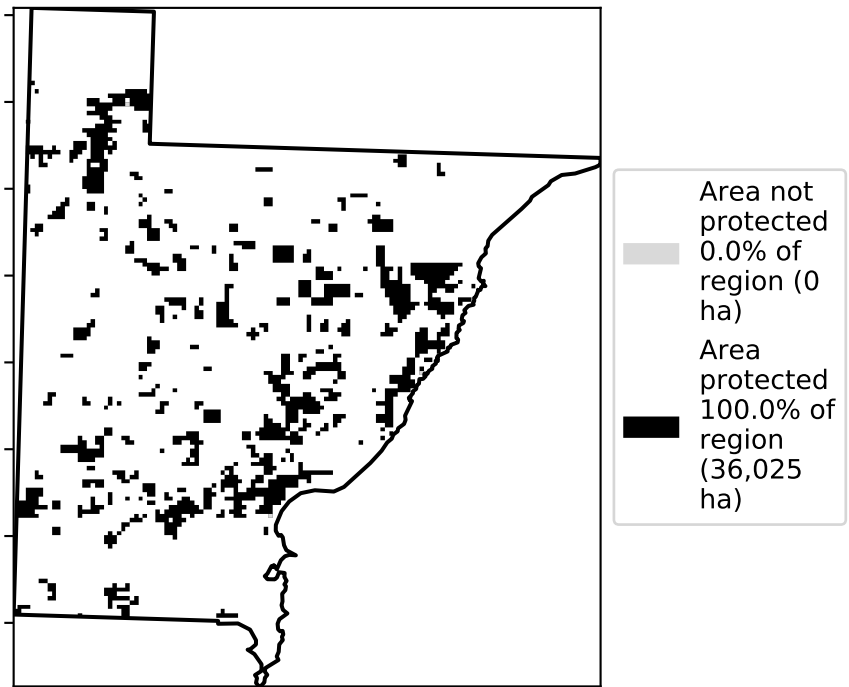 Area not
protected
0.0% of
region (0
ha)
Area
protected
100.0% of
region
(36,025
ha)